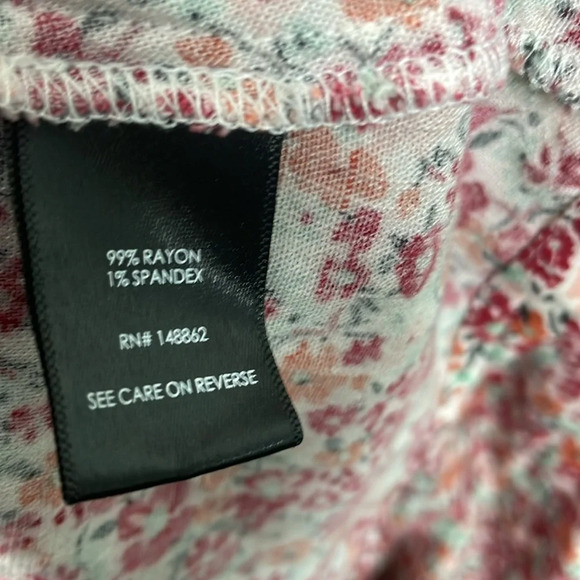 99% RAYON
1% SPANDEX
RN# 148862
SEE CARE ON REVERSE